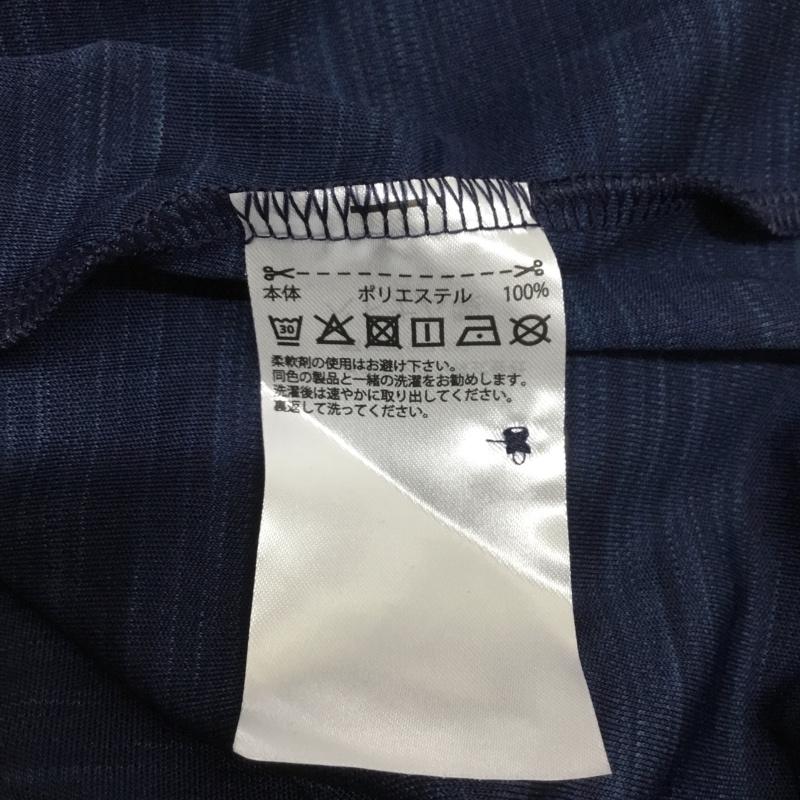 本体 ポリエステル 100%
30
柔軟剤の使用はお避け下さい。
同色の製品と一緒の洗濯をお勧めします。
洗濯後は速やかに取り出してください。
裏返して洗ってください。